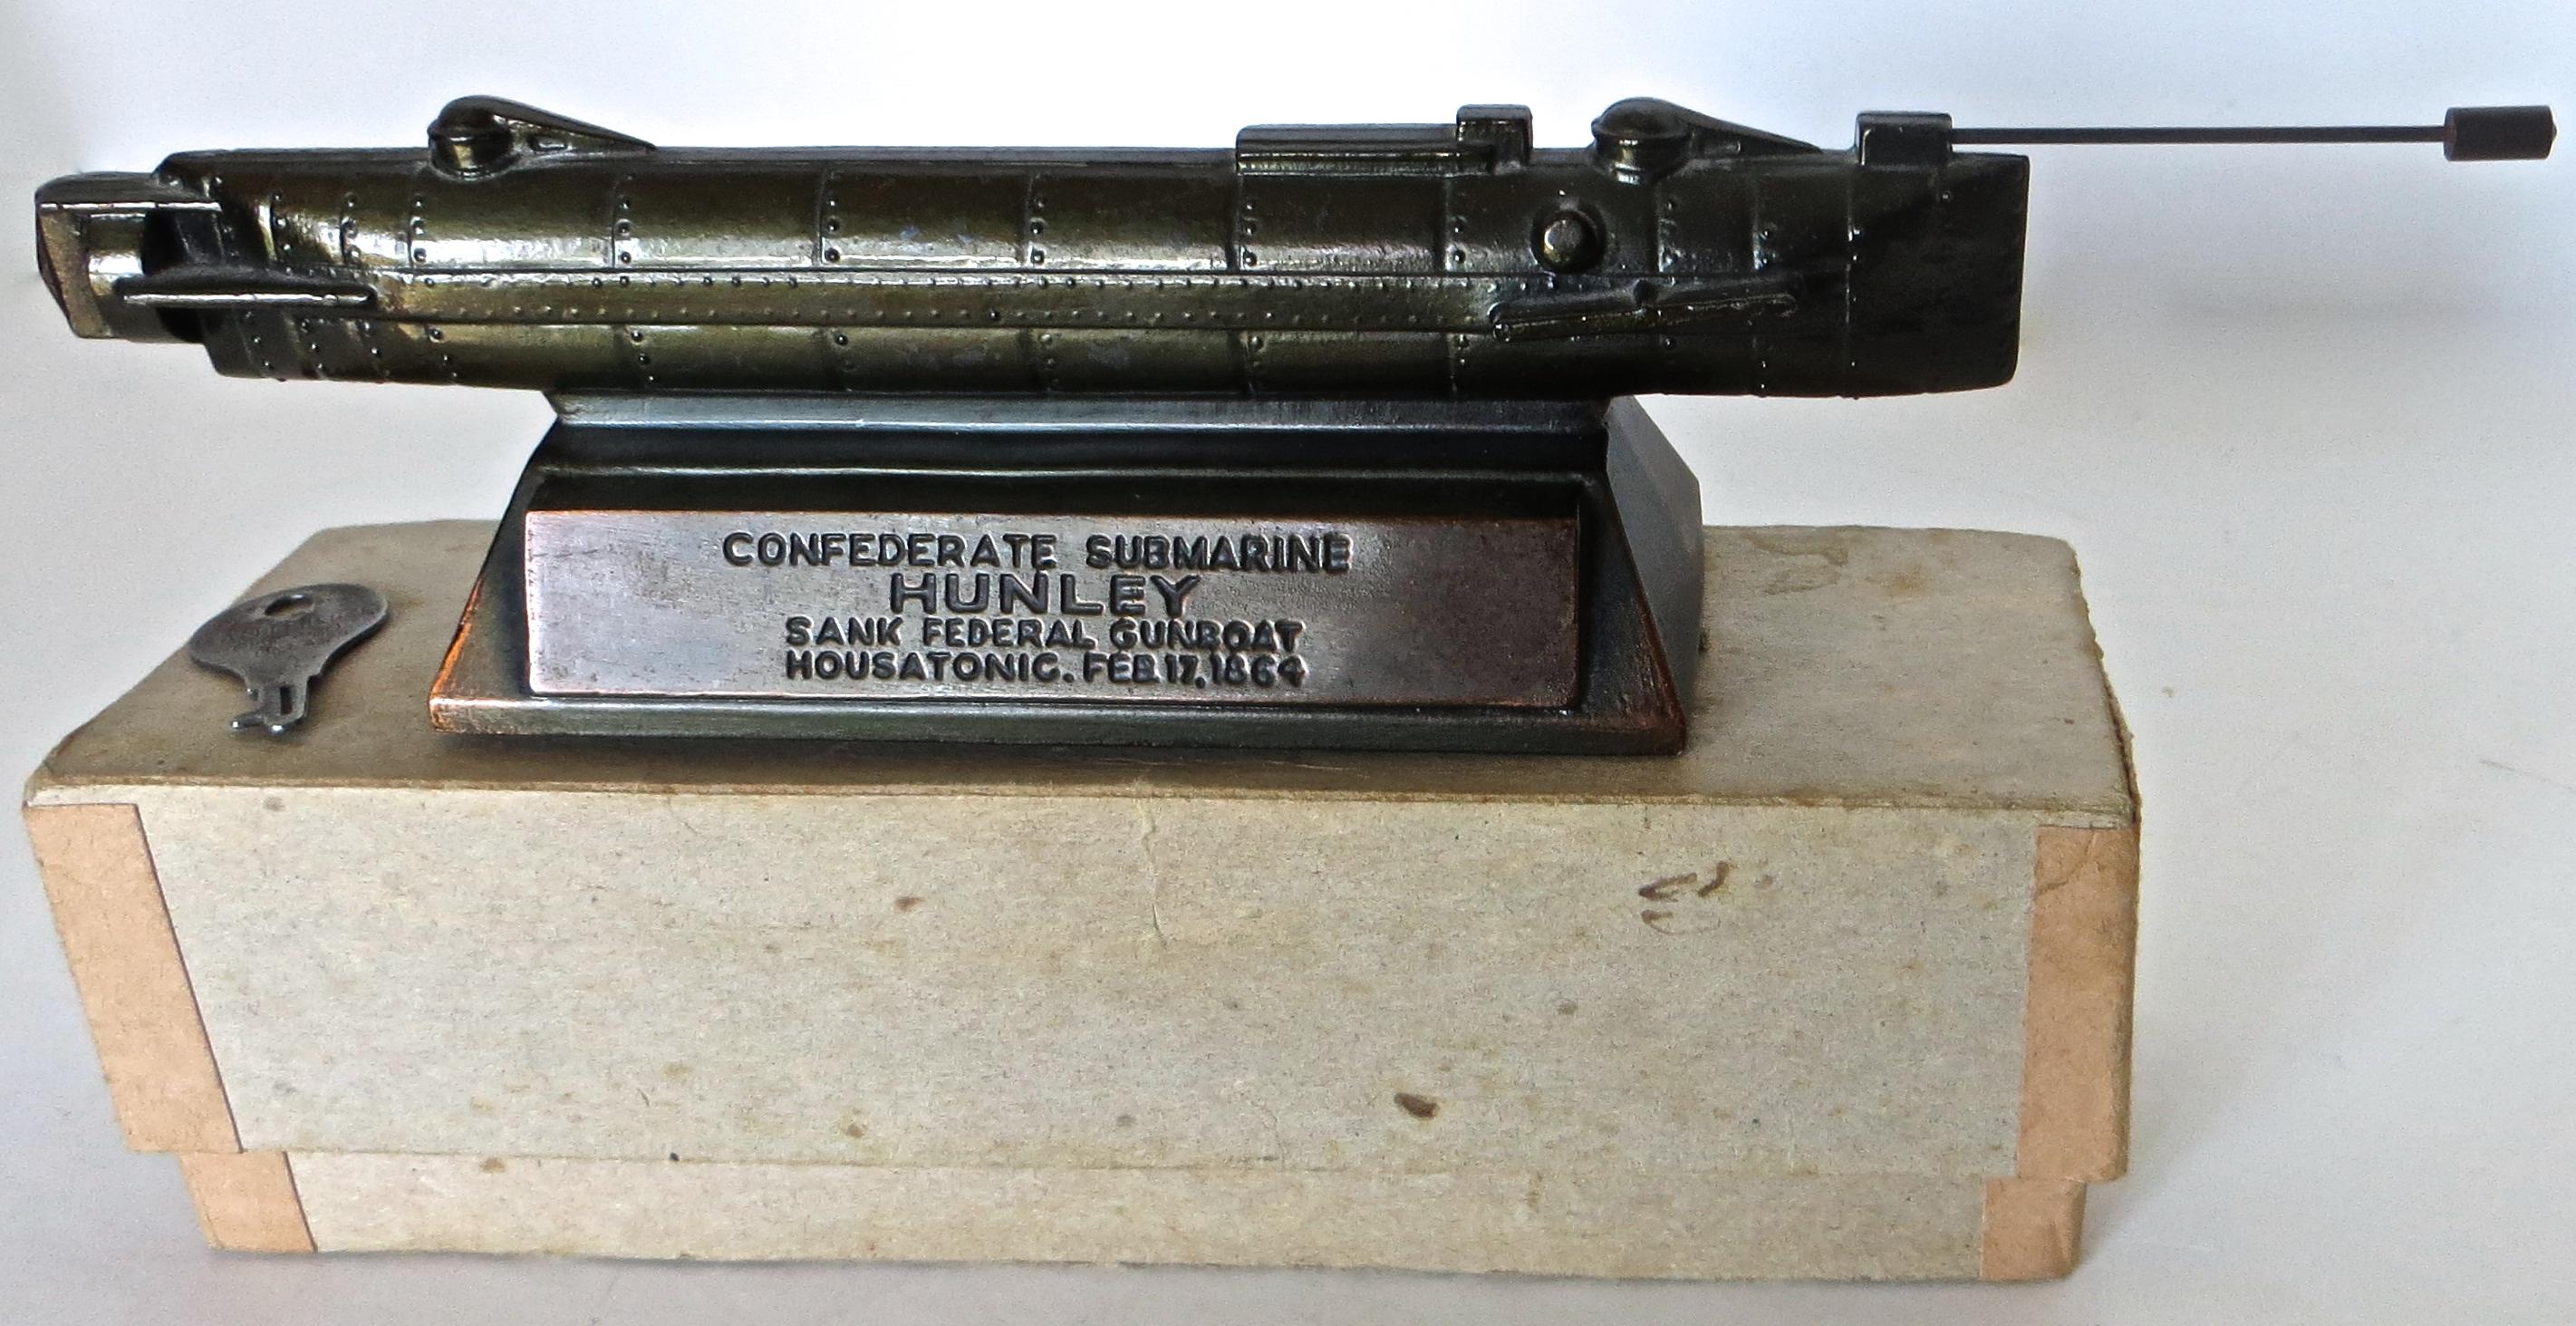 CONFEDERATE SUBMARINE
HUNLEY
SANK FEDERAL GUNBOAT
HOUSATONIC. FEB.17,1864